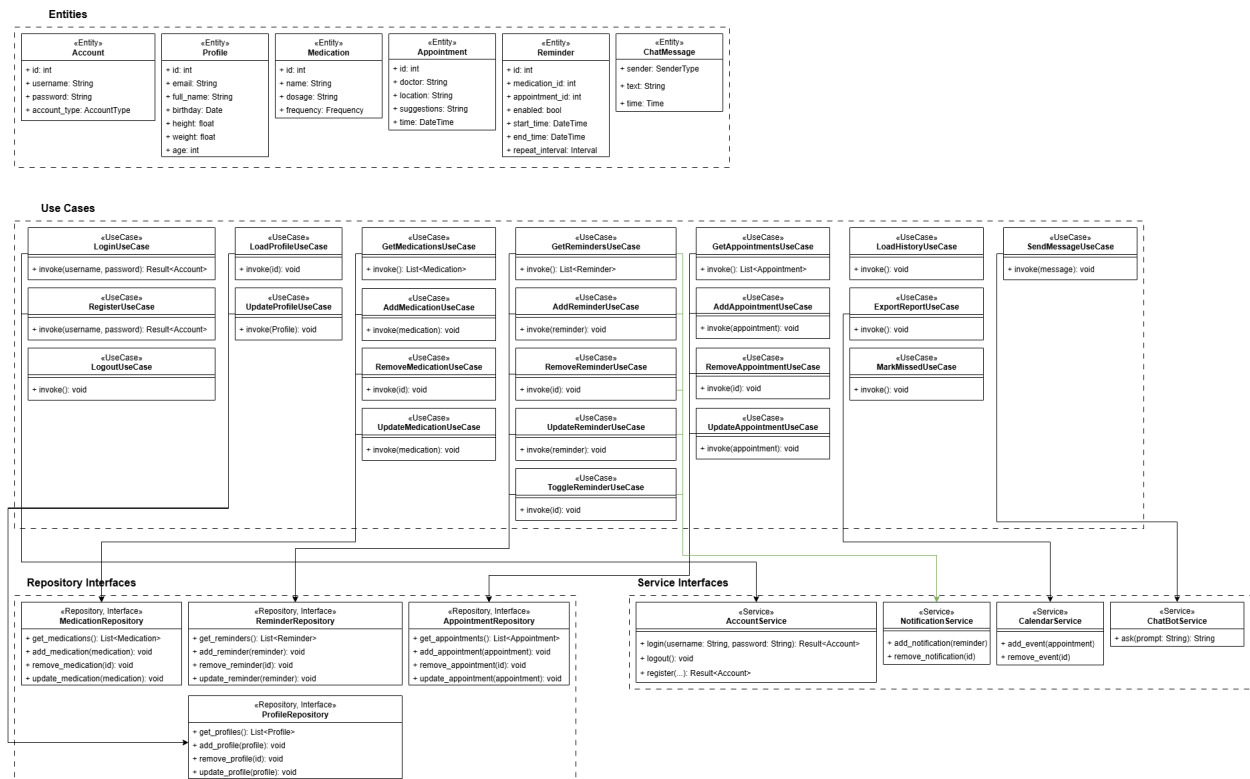 Entities
«Entity»
Account
+ id: int
+ username: String
+ password: String
+ account_type: AccountType
«Entity»
Profile
+ id: int
+ email: String
+ full_name: String
+ birthday: Date
+ height: float
+ weight: float
+ age: int
«Entity»
Medication
+ id: int
+ name: String
+ dosage: String
+ frequency: Frequency
«Entity»
Appointment
+ id: int
+ doctor: String
+ location: String
+ suggestions: String
+ time: DateTime
«Entity»
Reminder
+ id: int
+ medication_id: int
+ appointment_id: int
+ enabled: bool
+ start_time: DateTime
+ end_time: DateTime
+ repeat_interval: Interval
«Entity»
ChatMessage
+ sender: SenderType
+ text: String
+ time: Time
Use Cases
«UseCase»
LoginUseCase
+ invoke(username, password): Result<Account>
«UseCase»
RegisterUseCase
+ invoke(username, password): Result<Account>
«UseCase»
LogoutUseCase
+ invoke(): void
«UseCase»
LoadProfileUseCase
+ invoke(id): void
«UseCase»
UpdateProfileUseCase
+ invoke(Profile): void
«UseCase»
GetMedicationsUseCase
+ invoke(): List<Medication>
«UseCase»
AddMedicationUseCase
+ invoke(medication): void
«UseCase»
RemoveMedicationUseCase
+ invoke(id): void
«UseCase»
UpdateMedicationUseCase
+ invoke(medication): void
«UseCase»
GetRemindersUseCase
+ invoke(): List<Reminder>
«UseCase»
AddReminderUseCase
+ invoke(reminder): void
«UseCase»
RemoveReminderUseCase
+ invoke(id): void
«UseCase»
UpdateReminderUseCase
+ invoke(reminder): void
«UseCase»
ToggleReminderUseCase
+ invoke(id): void
«UseCase»
GetAppointmentsUseCase
+ invoke(): List<Appointment>
«UseCase»
AddAppointmentUseCase
+ invoke(appointment): void
«UseCase»
RemoveAppointmentUseCase
+ invoke(id): void
«UseCase»
UpdateAppointmentUseCase
+ invoke(appointment): void
«UseCase»
LoadHistoryUseCase
+ invoke(): void
«UseCase»
ExportReportUseCase
+ invoke(): void
«UseCase»
MarkMissedUseCase
+ invoke(): void
«UseCase»
SendMessageUseCase
+ invoke(message): void
Repository Interfaces
«Repository, Interface»
MedicationRepository
+ get_medications(): List<Medication>
+ add_medication(medication): void
+ remove_medication(id): void
+ update_medication(medication): void
«Repository, Interface»
ReminderRepository
+ get_reminders(): List<Reminder>
+ add_reminder(reminder): void
+ remove_reminder(id): void
+ update_reminder(reminder): void
«Repository, Interface»
AppointmentRepository
+ get_appointments(): List<Appointment>
+ add_appointment(appointment): void
+ remove_appointment(id): void
+ update_appointment(appointment): void
«Repository, Interface»
ProfileRepository
+ get_profiles(): List<Profile>
+ add_profile(profile): void
+ remove_profile(id): void
+ update_profile(profile): void
Service Interfaces
«Service»
AccountService
+ login(username: String, password: String): Result<Account>
+ logout(): void
+ register(...): Result<Account>
«Service»
NotificationService
+ add_notification(reminder)
+ remove_notification(id)
«Service»
CalendarService
+ add_event(appointment)
+ remove_event(id)
«Service»
ChatBotService
+ ask(prompt: String): String